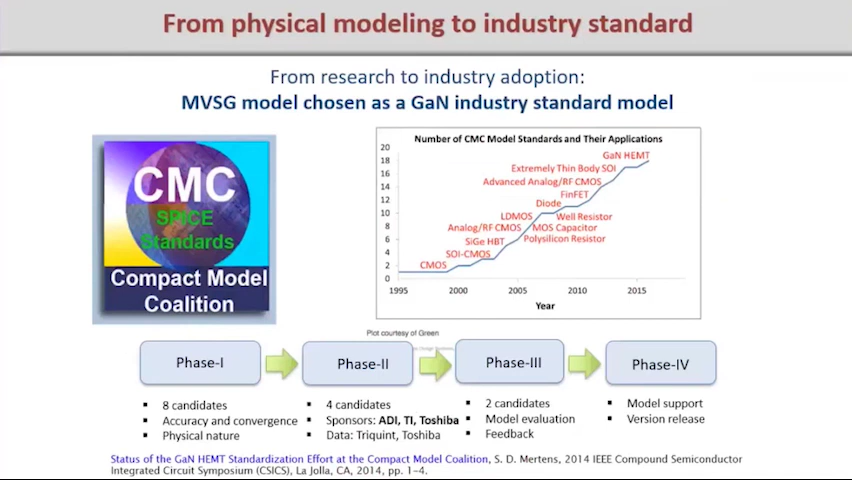 From physical modeling to industry standard
From research to industry adoption:
MVSG model chosen as a GaN industry standard model
CMC
SPICE
Standards
Compact Model
Coalition
Number of CMC Model Standards and Their Applications
20
18
16
14
12
10
8
6
4
2
0
GaN HEMT
Extremely Thin Body SOI
Advanced Analog/RF CMOS
FinFET
Diode
LDMOS
Well Resistor
Analog/RF CMOS
MOS Capacitor
SiGe HBT
Polysilicon Resistor
SOI-CMOS
CMOS
1995 2000 2005 2010 2015
Year
Plot courtesy of Green
Phase-I
Phase-II
Phase-III
Phase-IV
▪ 8 candidates
▪ Accuracy and convergence
▪ Physical nature
▪ 4 candidates
▪ Sponsors: ADI, TI, Toshiba
▪ Data: Triquint, Toshiba
▪ 2 candidates
▪ Model evaluation
▪ Feedback
▪ Model support
▪ Version release
Status of the GaN HEMT Standardization Effort at the Compact Model Coalition, S. D. Mertens, 2014 IEEE Compound Semiconductor
Integrated Circuit Symposium (CSICS), La Jolla, CA, 2014, pp. 1–4.